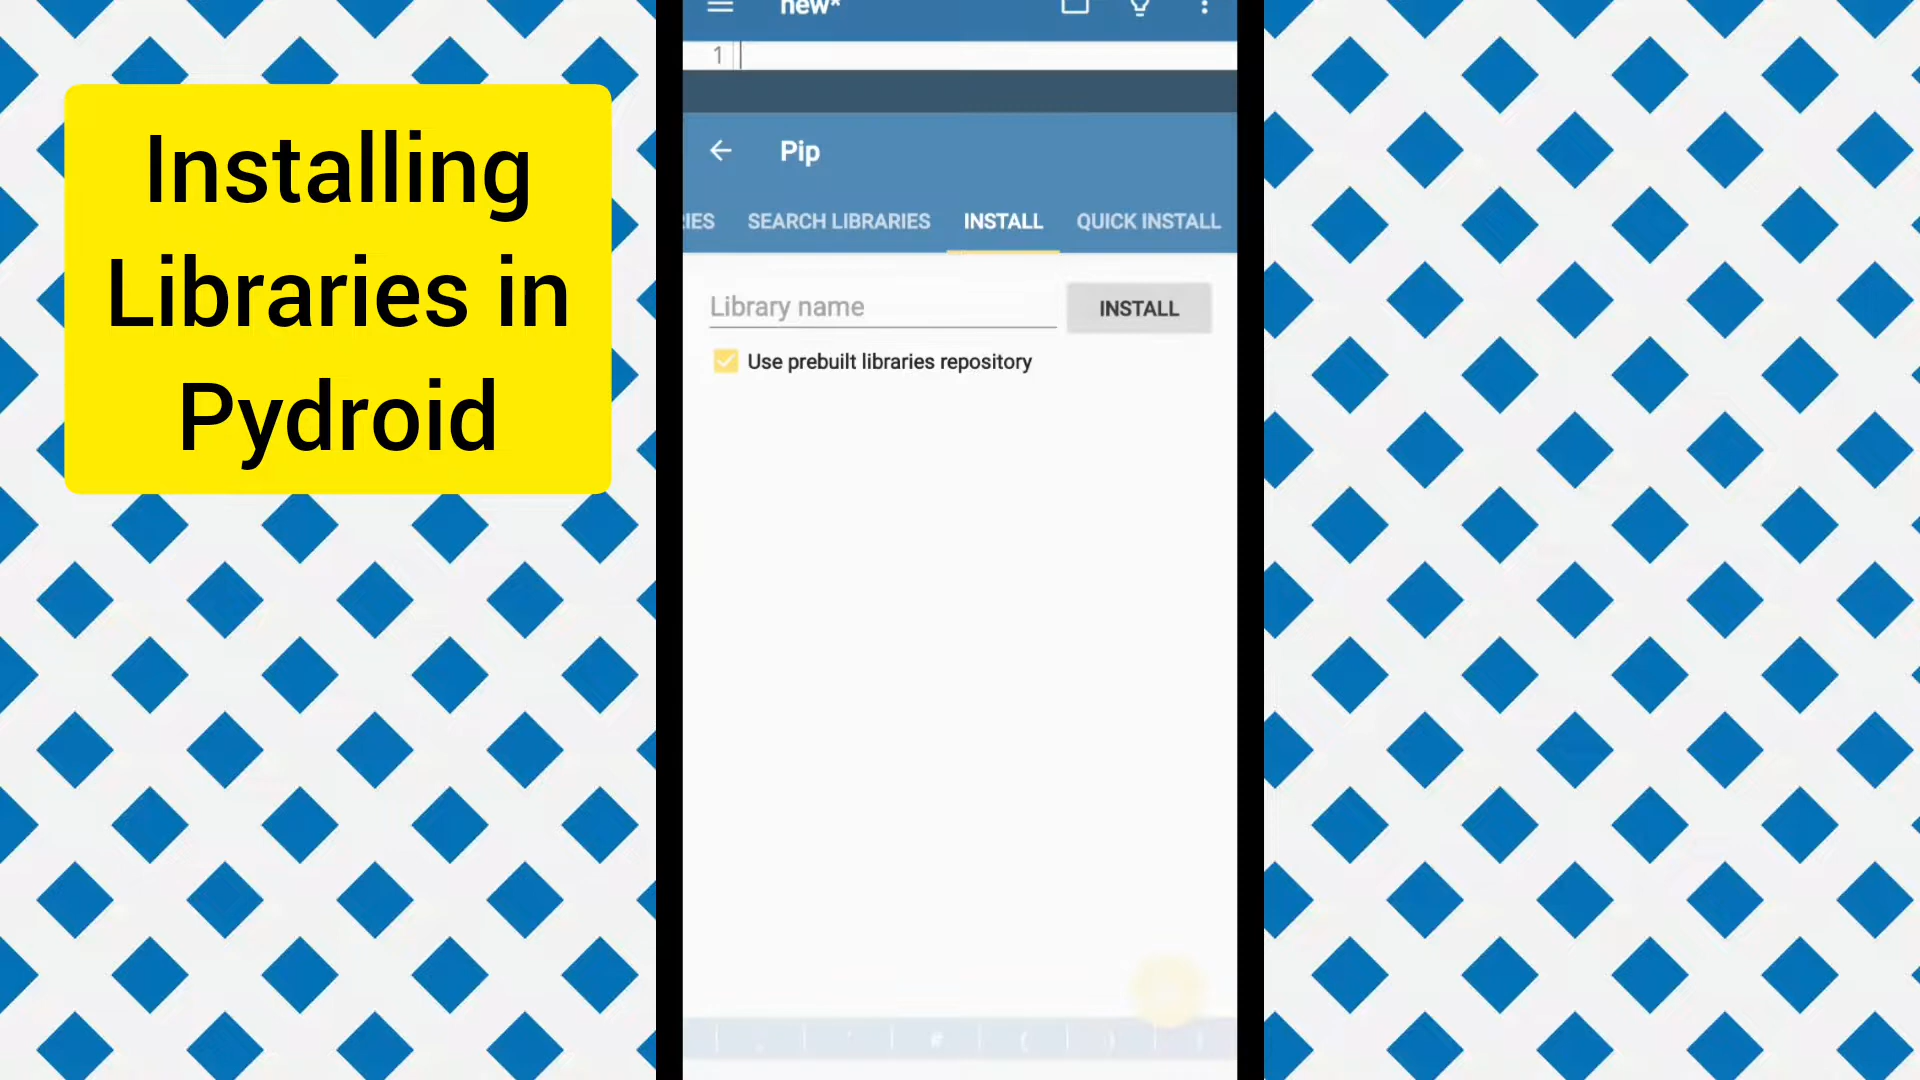 Installing
Libraries in
Pydroid
new*
1
Pip
RIES SEARCH LIBRARIES INSTALL QUICK INSTALL
Library name INSTALL
Use prebuilt libraries repository